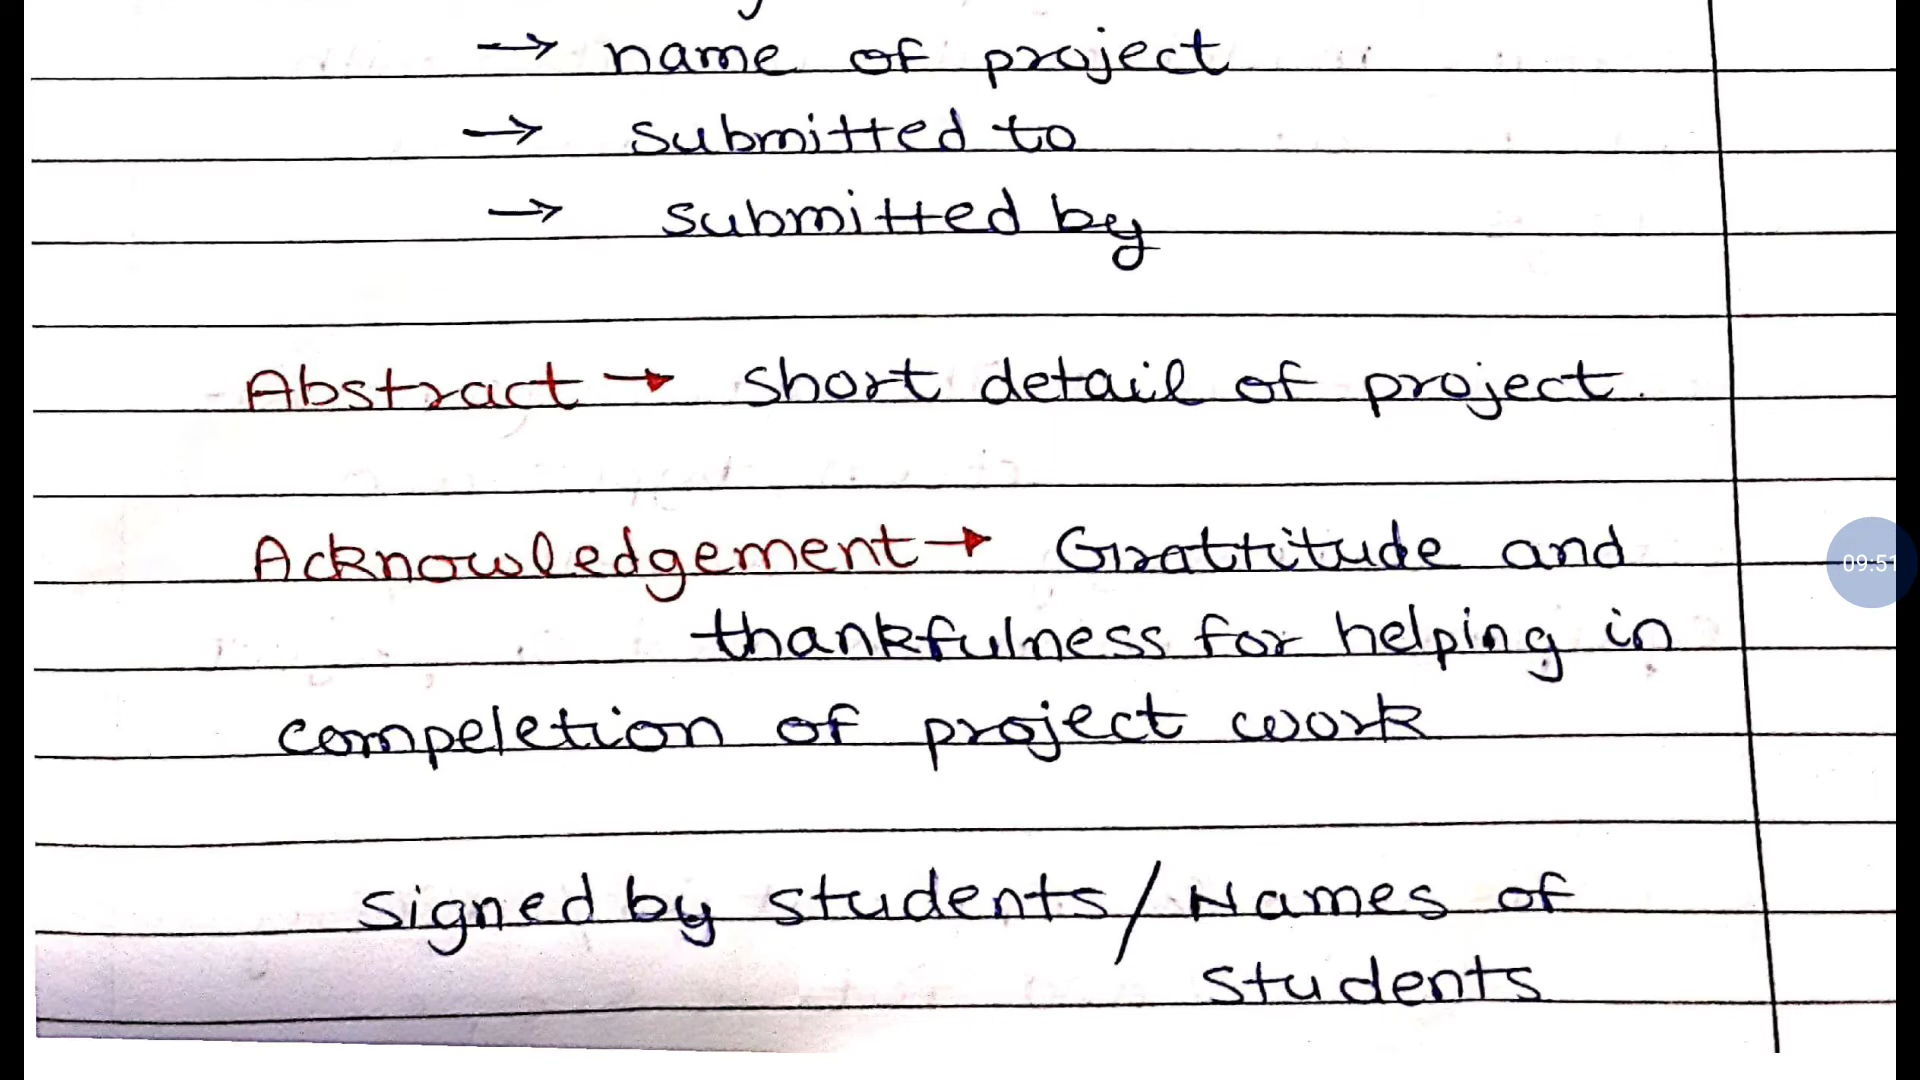 → name of project
→ submitted to
→ submitted by
Abstract → short detail of project.
Acknowledgement → Grattitude and
thankfulness for helping in
compeletion of project work
signed by students / Names of
students
09:51